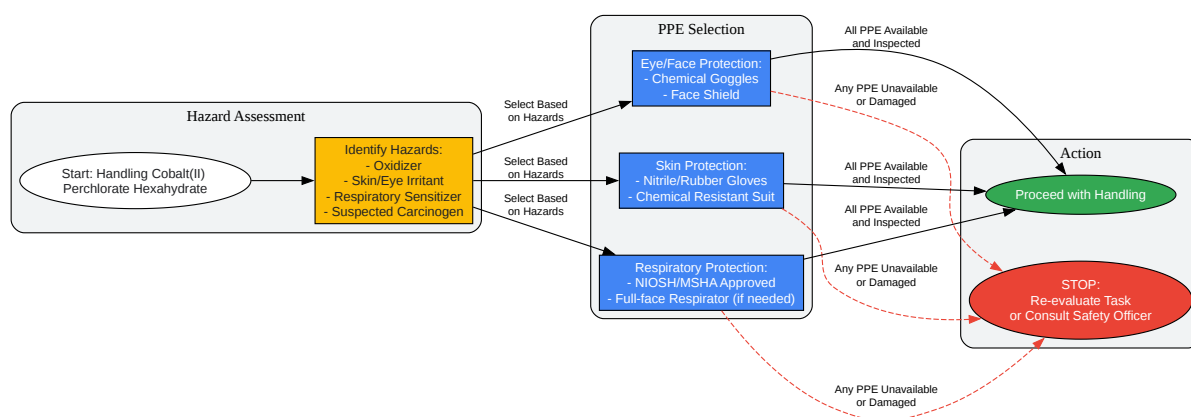 Hazard Assessment
Start: Handling Cobalt(II)
Perchlorate Hexahydrate
Identify Hazards:
- Oxidizer
- Skin/Eye Irritant
- Respiratory Sensitizer
- Suspected Carcinogen
Select Based
on Hazards
Select Based
on Hazards
Select Based
on Hazards
PPE Selection
Eye/Face Protection:
- Chemical Goggles
- Face Shield
Skin Protection:
- Nitrile/Rubber Gloves
- Chemical Resistant Suit
Respiratory Protection:
- NIOSH/MSHA Approved
- Full-face Respirator (if needed)
All PPE Available
and Inspected
Any PPE Unavailable
or Damaged
All PPE Available
and Inspected
All PPE Available
and Inspected
Any PPE Unavailable
or Damaged
Any PPE Unavailable
or Damaged
Action
Proceed with Handling
STOP:
Re-evaluate Task
or Consult Safety Officer